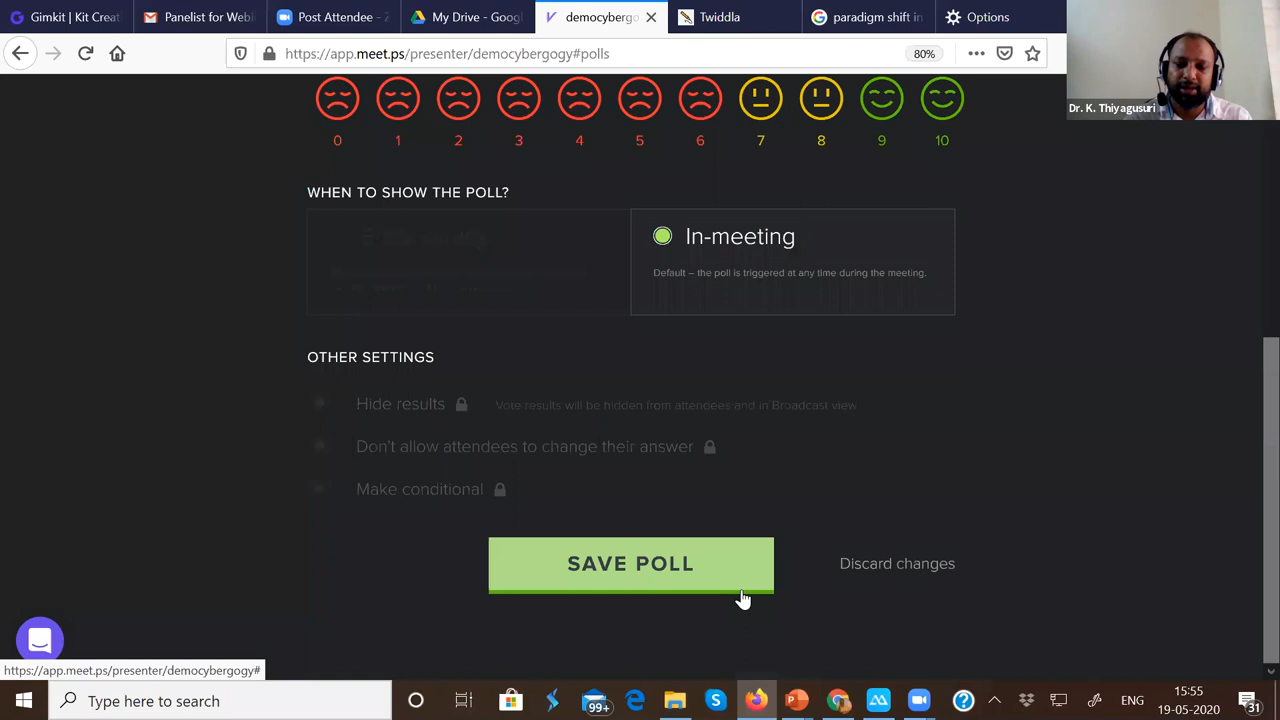 Gimkit | Kit Creat
Panelist for Webi
Post Attendee - Z
My Drive - Google
democybergo
Twiddla
paradigm shift in
Options
https://app.meet.ps/presenter/democybergogy#polls
80%
Dr. K. Thiyagusuri
0 1 2 3 4 5 6 7 8 9 10
WHEN TO SHOW THE POLL?
In-meeting
Default – the poll is triggered at any time during the meeting.
OTHER SETTINGS
Hide results
Vote results will be hidden from attendees and in Broadcast view
Don't allow attendees to change their answer
Make conditional
SAVE POLL
Discard changes
https://app.meet.ps/presenter/democybergogy#
Type here to search
99+
ENG
15:55
19-05-2020
31